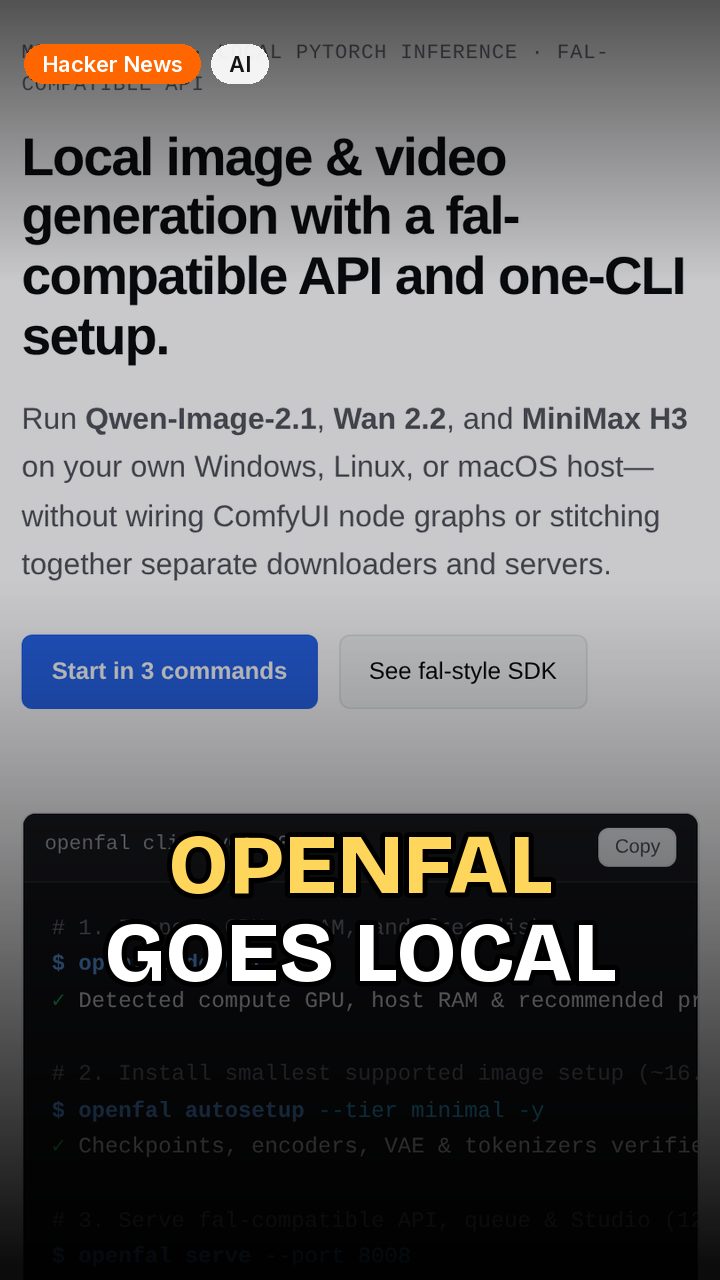 Hacker News AI
PYTORCH INFERENCE · FAL-
COMPATIBLE API
Local image & video
generation with a fal-
compatible API and one-CLI
setup.
Run Qwen-Image-2.1, Wan 2.2, and MiniMax H3
on your own Windows, Linux, or macOS host—
without wiring ComfyUI node graphs or stitching
together separate downloaders and servers.
Start in 3 commands
See fal-style SDK
openfal
Copy
OPENFAL
# 1.
GOES LOCAL
✓ Detected compute GPU, host RAM & recommended
# 2. Install smallest supported image setup (~16.
$ openfal autosetup --tier minimal -y
✓ Checkpoints, encoders, VAE & tokenizers
# 3. Serve fal-compatible API, queue & Studio
$ openfal serve --port 8008